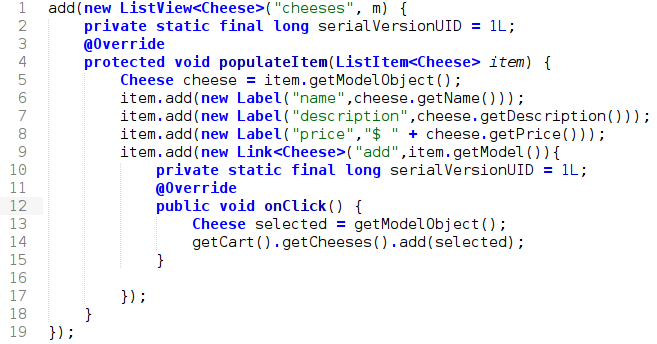 1 add(new ListView<Cheese>("cheeses", m) {
2     private static final long serialVersionUID = 1L;
3     @Override
4     protected void populateItem(ListItem<Cheese> item) {
5         Cheese cheese = item.getModelObject();
6         item.add(new Label("name",cheese.getName()));
7         item.add(new Label("description",cheese.getDescription()));
8         item.add(new Label("price","$ " + cheese.getPrice()));
9         item.add(new Link<Cheese>("add",item.getModel()){
10             private static final long serialVersionUID = 1L;
11             @Override
12             public void onClick() {
13                 Cheese selected = getModelObject();
14                 getCart().getCheeses().add(selected);
15             }
16
17         });
18     }
19 });